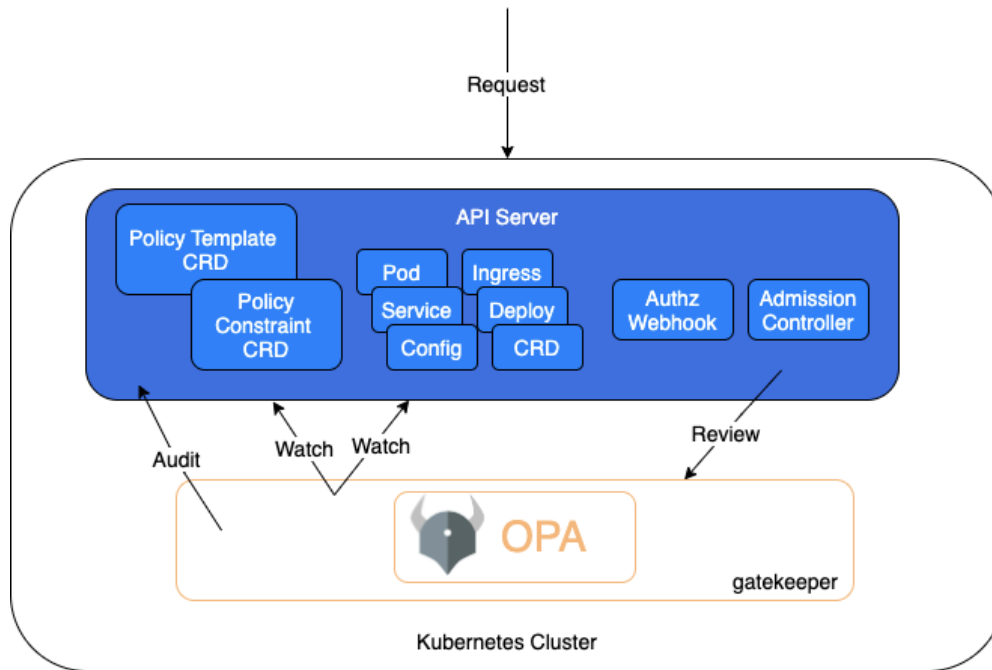 Request
API Server
Policy Template
CRD
Policy
Constraint
CRD
Pod
Ingress
Service
Deploy
Config
CRD
Authz
Webhook
Admission
Controller
Audit
Watch
Watch
Review
OPA
gatekeeper
Kubernetes Cluster